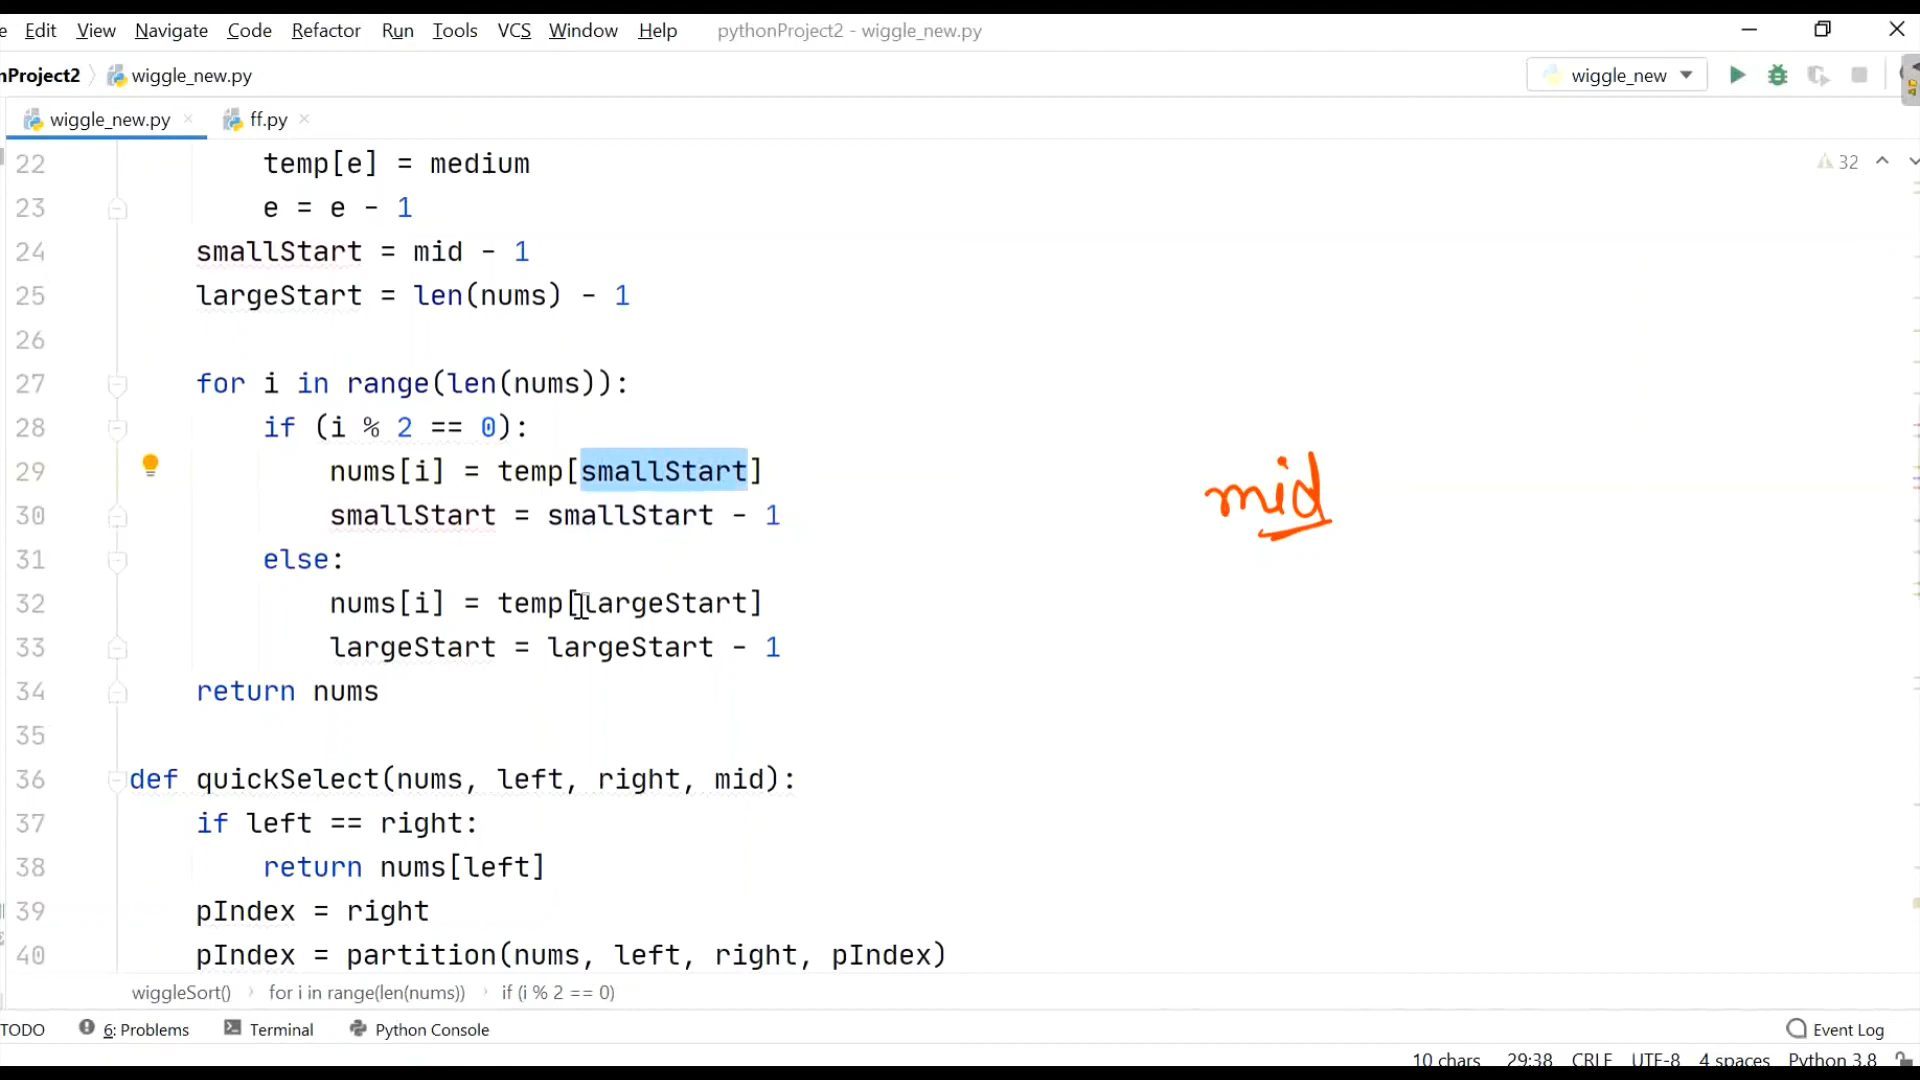 e Edit View Navigate Code Refactor Run Tools VCS Window Help pythonProject2 - wiggle_new.py
nProject2 wiggle_new.py wiggle_new
wiggle_new.py ff.py
22 temp[e] = medium 32
23 e = e - 1
24 smallStart = mid - 1
25 largeStart = len(nums) - 1
26
27 for i in range(len(nums)):
28 if (i % 2 == 0):
29 nums[i] = temp[smallStart]
mid
30 smallStart = smallStart - 1
31 else:
32 nums[i] = temp[largeStart]
33 largeStart = largeStart - 1
34 return nums
35
36 def quickSelect(nums, left, right, mid):
37 if left == right:
38 return nums[left]
39 pIndex = right
40 pIndex = partition(nums, left, right, pIndex)
wiggleSort() for i in range(len(nums)) if (i % 2 == 0)
TODO 6: Problems Terminal Python Console Event Log
10 chars 29:38 CRLF UTF-8 4 spaces Python 3.8